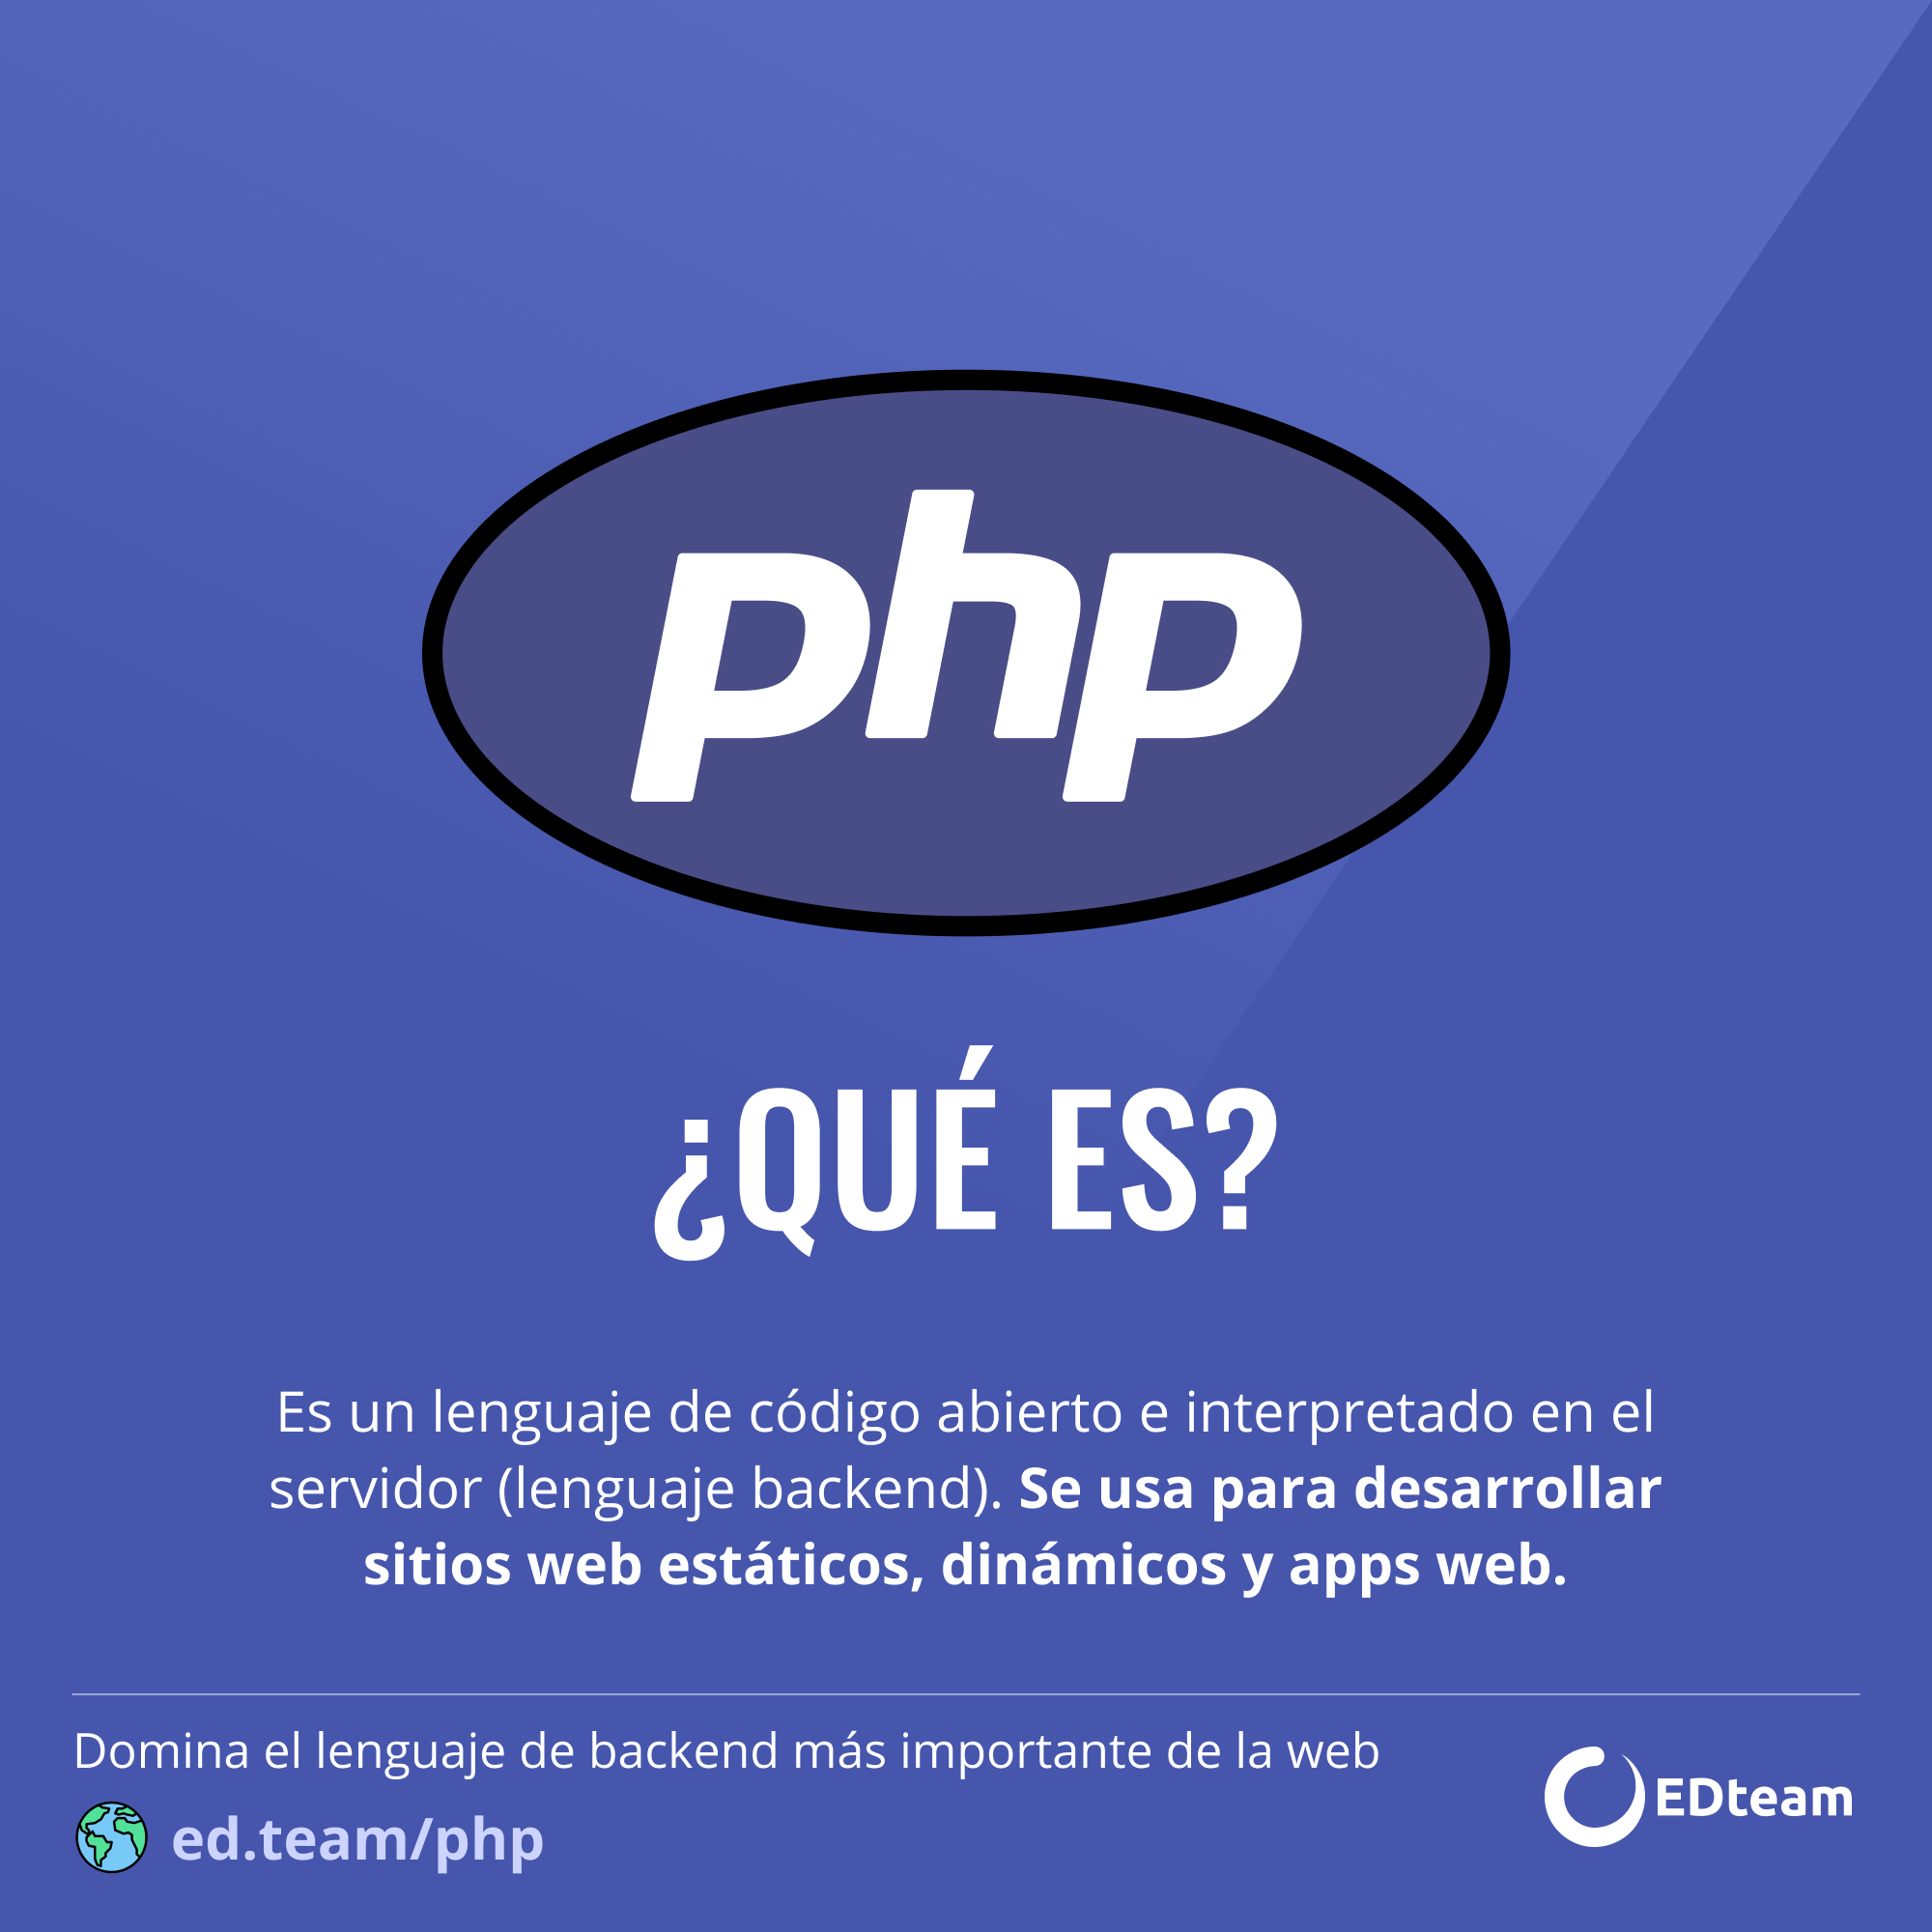 php
¿QUÉ ES?
Es un lenguaje de código abierto e interpretado en el
servidor (lenguaje backend). Se usa para desarrollar
sitios web estáticos, dinámicos y apps web.
Domina el lenguaje de backend más importante de la web
ed.team/php
EDteam